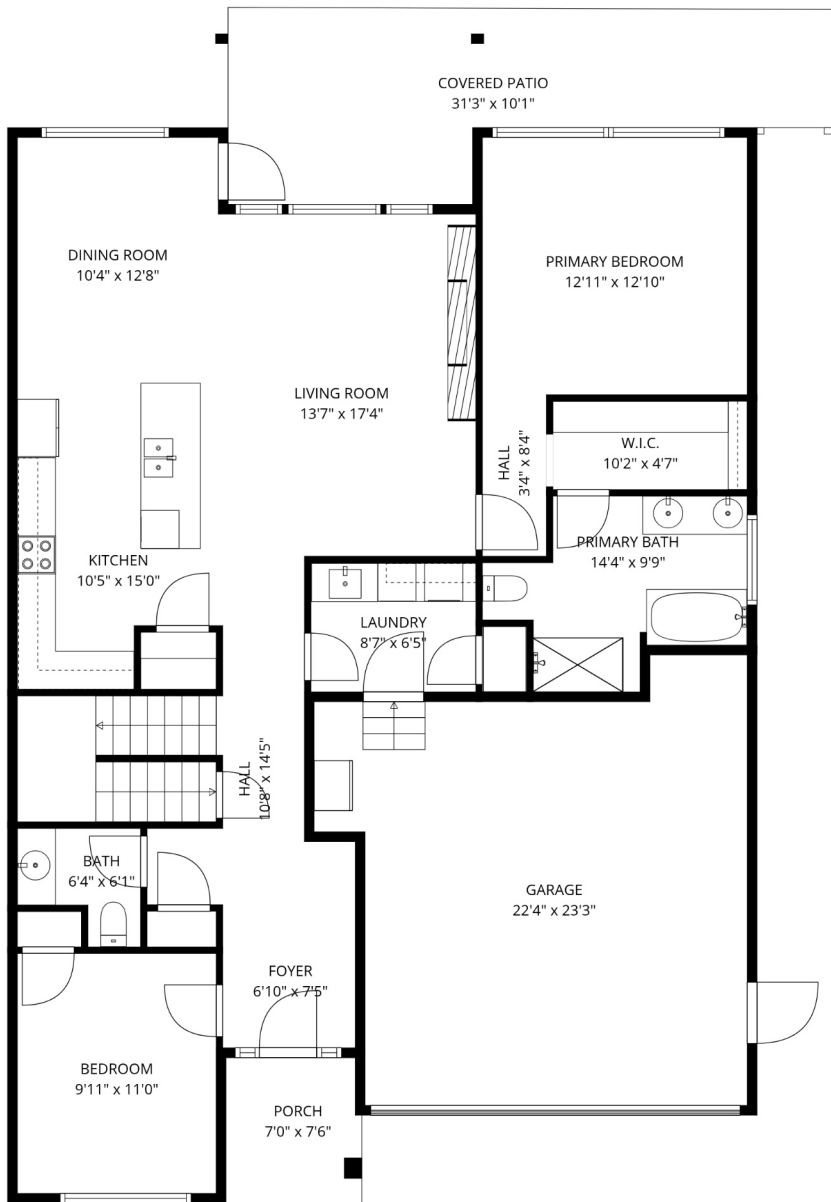 COVERED PATIO
31'3" x 10'1"
DINING ROOM
10'4" x 12'8"
PRIMARY BEDROOM
12'11" x 12'10"
LIVING ROOM
13'7" x 17'4"
HALL
3'4" x 8'4"
W.I.C.
10'2" x 4'7"
KITCHEN
10'5" x 15'0"
PRIMARY BATH
14'4" x 9'9"
LAUNDRY
8'7" x 6'5"
HALL
10'8" x 14'5"
BATH
6'4" x 6'1"
GARAGE
22'4" x 23'3"
FOYER
6'10" x 7'5"
BEDROOM
9'11" x 11'0"
PORCH
7'0" x 7'6"